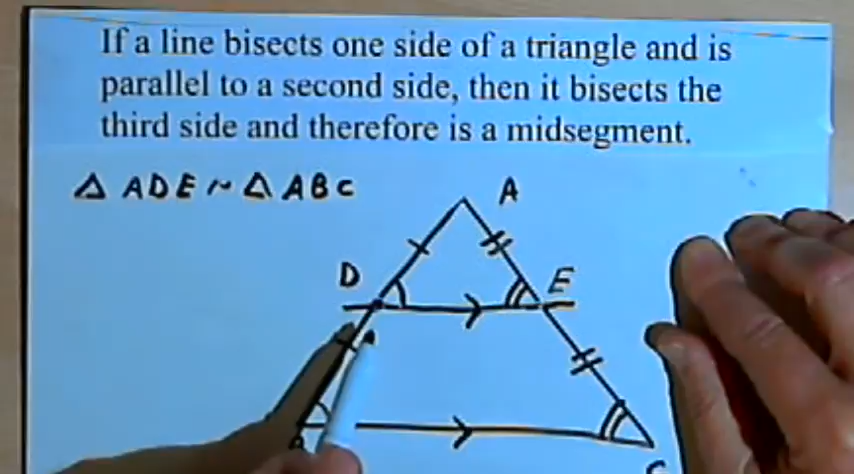 If a line bisects one side of a triangle and is
parallel to a second side, then it bisects the
third side and therefore is a midsegment.
△ ADE ~ △ ABC
A
D
E